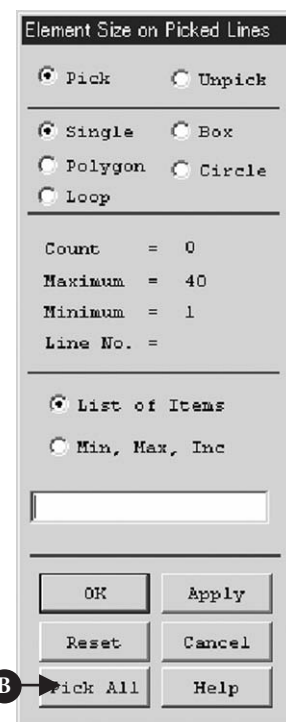 Element Size on Picked Lines
Pick Unpick
Single Box
Polygon Circle
Loop
Count = 0
Maximum = 40
Minimum = 1
Line No. =
List of Items
Min, Max, Inc
OK Apply
Reset Cancel
B Pick All Help